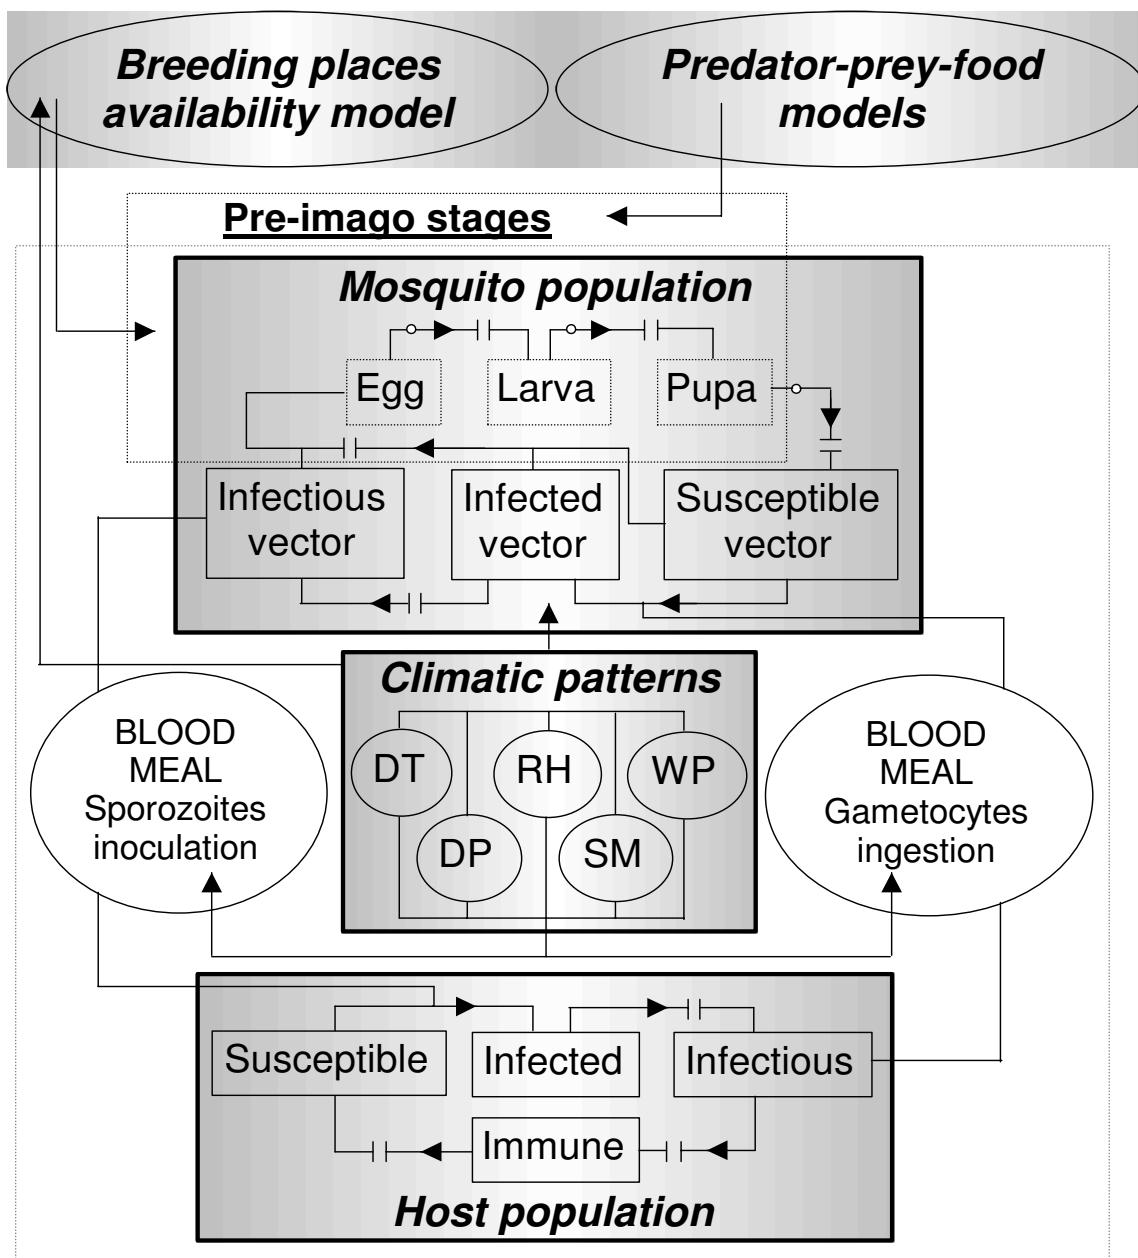 Breeding places
availability model
Predator-prey-food
models
Pre-imago stages
Mosquito population
Egg
Larva
Pupa
Infectious
vector
Infected
vector
Susceptible
vector
Climatic patterns
DT
RH
WP
DP
SM
BLOOD
MEAL
Sporozoites
inoculation
BLOOD
MEAL
Gametocytes
ingestion
Susceptible
Infected
Infectious
Immune
Host population